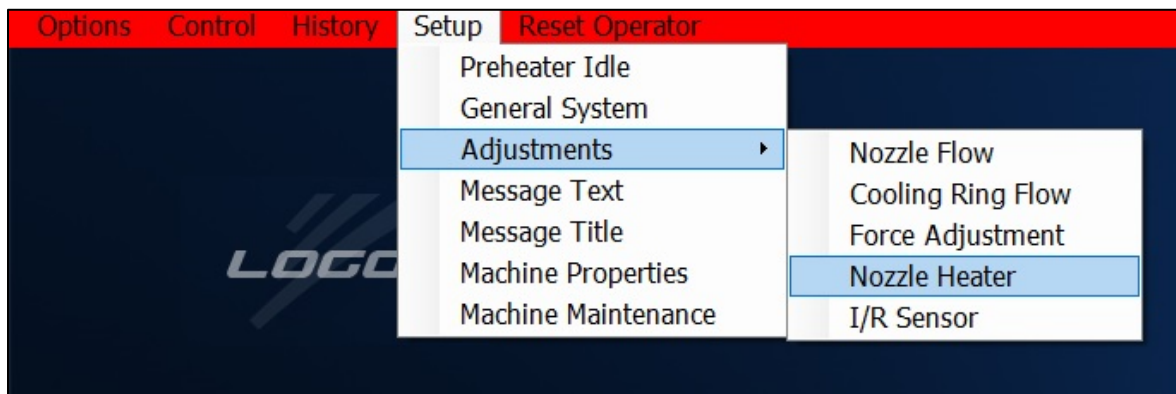 Options Control History Setup Reset Operator
Preheater Idle
General System
Adjustments
Message Text
Message Title
Machine Properties
Machine Maintenance
Nozzle Flow
Cooling Ring Flow
Force Adjustment
Nozzle Heater
I/R Sensor